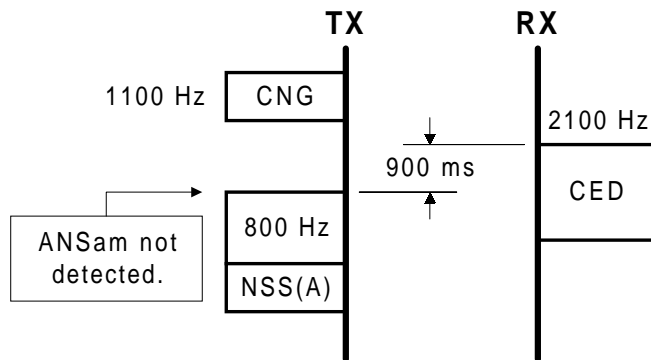 TX RX
1100 Hz CNG
2100 Hz
900 ms
CED
800 Hz
ANSam not
detected.
NSS(A)